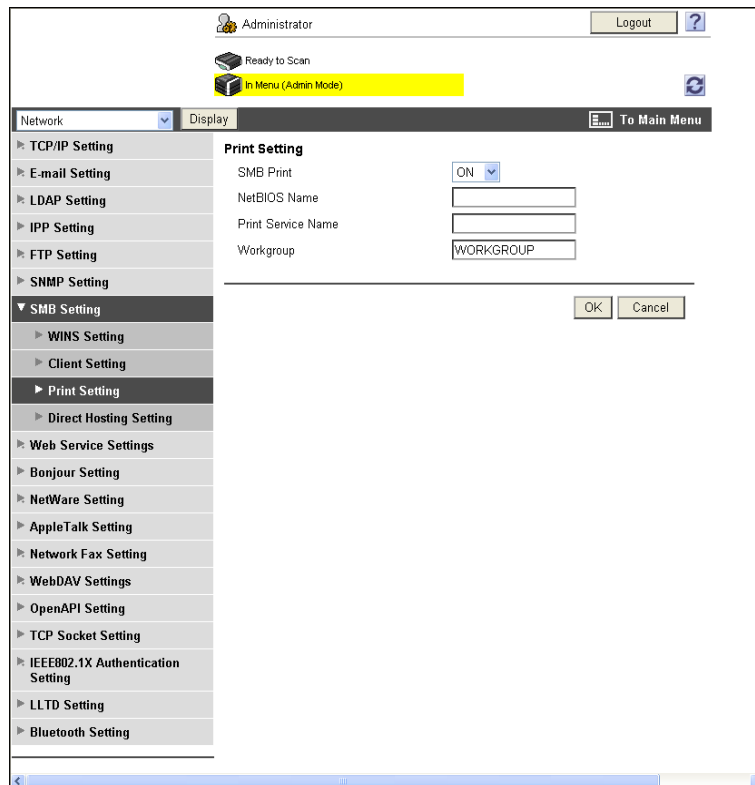 Administrator
Logout
?
Ready to Scan
In Menu (Admin Mode)
Network
Display
To Main Menu
TCP/IP Setting
E-mail Setting
LDAP Setting
IPP Setting
FTP Setting
SNMP Setting
SMB Setting
WINS Setting
Client Setting
Print Setting
Direct Hosting Setting
Web Service Settings
Bonjour Setting
NetWare Setting
AppleTalk Setting
Network Fax Setting
WebDAV Settings
OpenAPI Setting
TCP Socket Setting
IEEE802.1X Authentication
Setting
LLTD Setting
Bluetooth Setting
Print Setting
SMB Print
ON
NetBIOS Name
Print Service Name
Workgroup
WORKGROUP
OK
Cancel